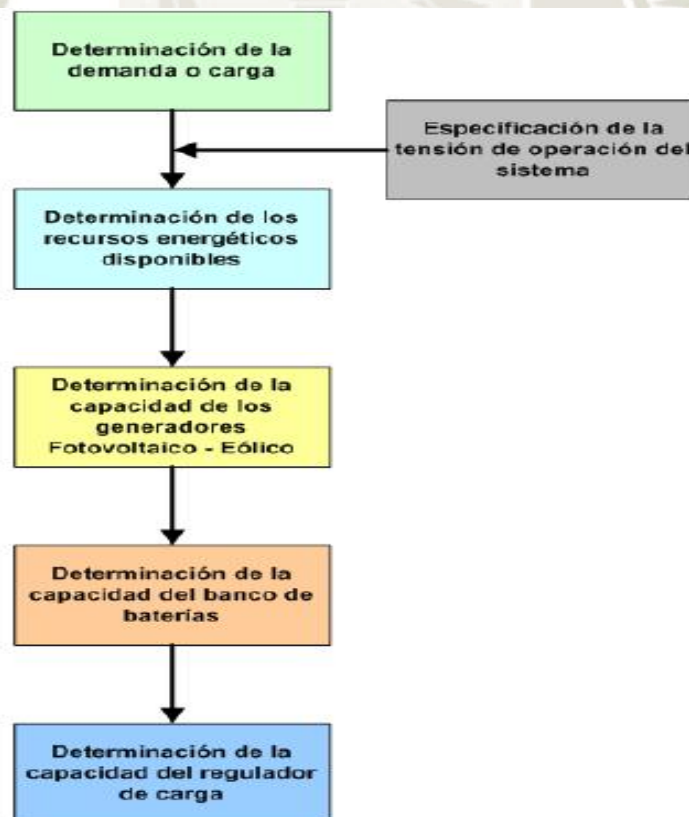 Determinación de la
demanda o carga
Especificación de la
tensión de operación del
sistema
Determinación de los
recursos energéticos
disponibles
Determinación de la
capacidad de los
generadores
Fotovoltaico - Eólico
Determinación de la
capacidad del banco de
baterías
Determinación de la
capacidad del regulador
de carga